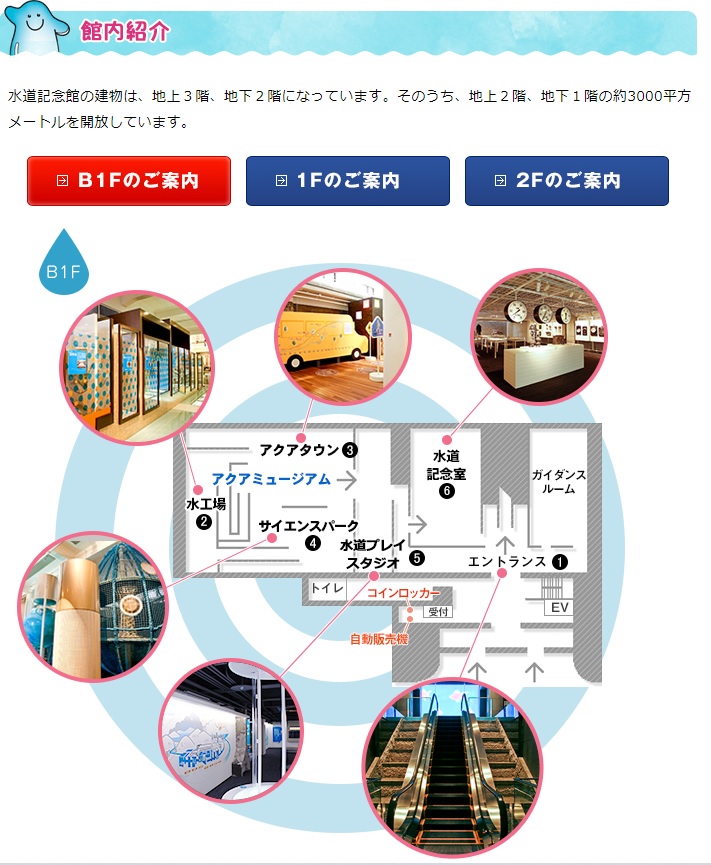 館内紹介
水道記念館の建物は、地上３階、地下２階になっています。そのうち、地上２階、地下１階の約3000平方
メートルを開放しています。
B1Fのご案内
1Fのご案内
2Fのご案内
B1F
アクアタウン 3
アクアミュージアム
水工場
2
サイエンスパーク
4
水道プレイ
スタジオ 5
水道
記念室
6
ガイダンス
ルーム
エントランス 1
トイレ
コインロッカー
受付
自動販売機
EV